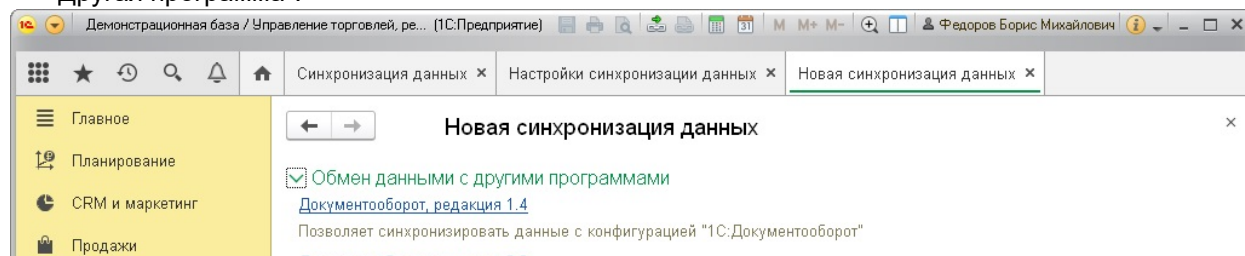 Другая программа".
Демонстрационная база / Управление торговлей, ре... (1С:Предприятие) M M+ M- Федоров Борис Михайлович
Синхронизация данных × Настройки синхронизации данных × Новая синхронизация данных ×
Главное
Новая синхронизация данных
Планирование
Обмен данными с другими программами
CRM и маркетинг
Документооборот, редакция 1.4
Позволяет синхронизировать данные с конфигурацией "1С:Документооборот"
Продажи